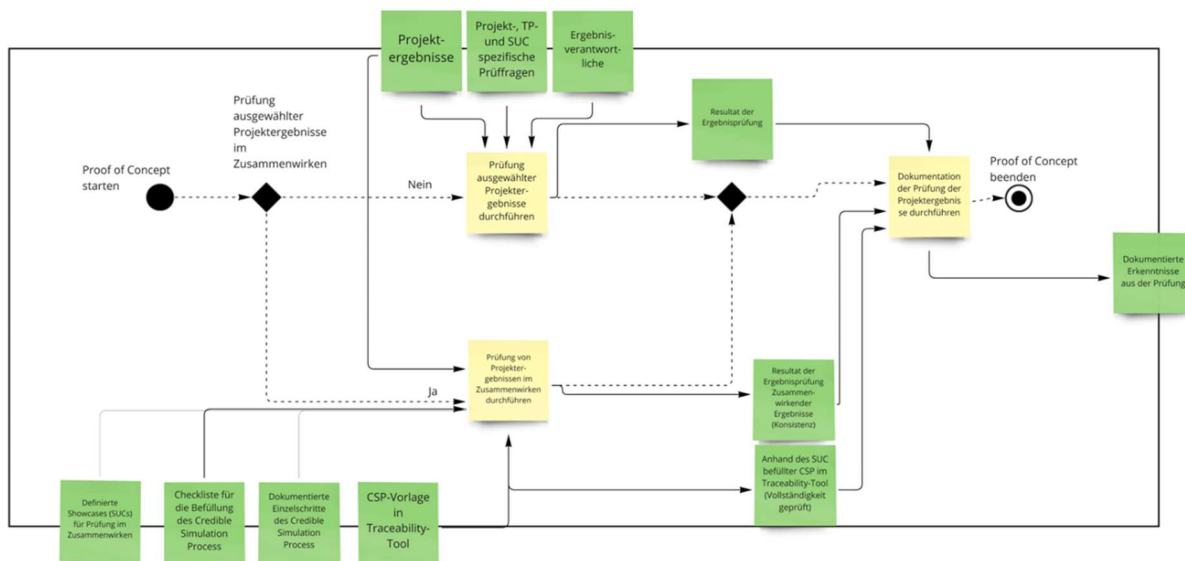 Projekt-
ergebnisse
Projekt-, TP-
und SUC
spezifische
Prüffragen
Ergebnis-
verantwort-
liche
Prüfung
ausgewählter
Projektergebnisse
im
Zusammenwirken
Proof of Concept
starten
Nein
Prüfung
ausgewählter
Projekter-
gebnisse
durchführen
Resultat der
Ergebnisprüfung
Dokumentation
der Prüfung der
Projektergebnis
se durchführen
Proof of Concept
beenden
Dokumentierte
Erkenntnisse
aus der Prüfung
Ja
Prüfung von
Projekter-
gebnissen im
Zusammenwirken
durchführen
Resultat der
Ergebnisprüfung
Zusammen-
wirkender
Ergebnisse
(Konsistenz)
Anhand des SUC
befüllter CSP im
Traceability-Tool
(Vollständigkeit
geprüft)
Definierte
Showcases (SUCs)
für Prüfung im
Zusammenwirken
Checkliste für
die Befüllung
des Credible
Simulation
Process
Dokumentierte
Einzelschritte
des Credible
Simulation
Process
CSP-Vorlage
in
Traceability-
Tool